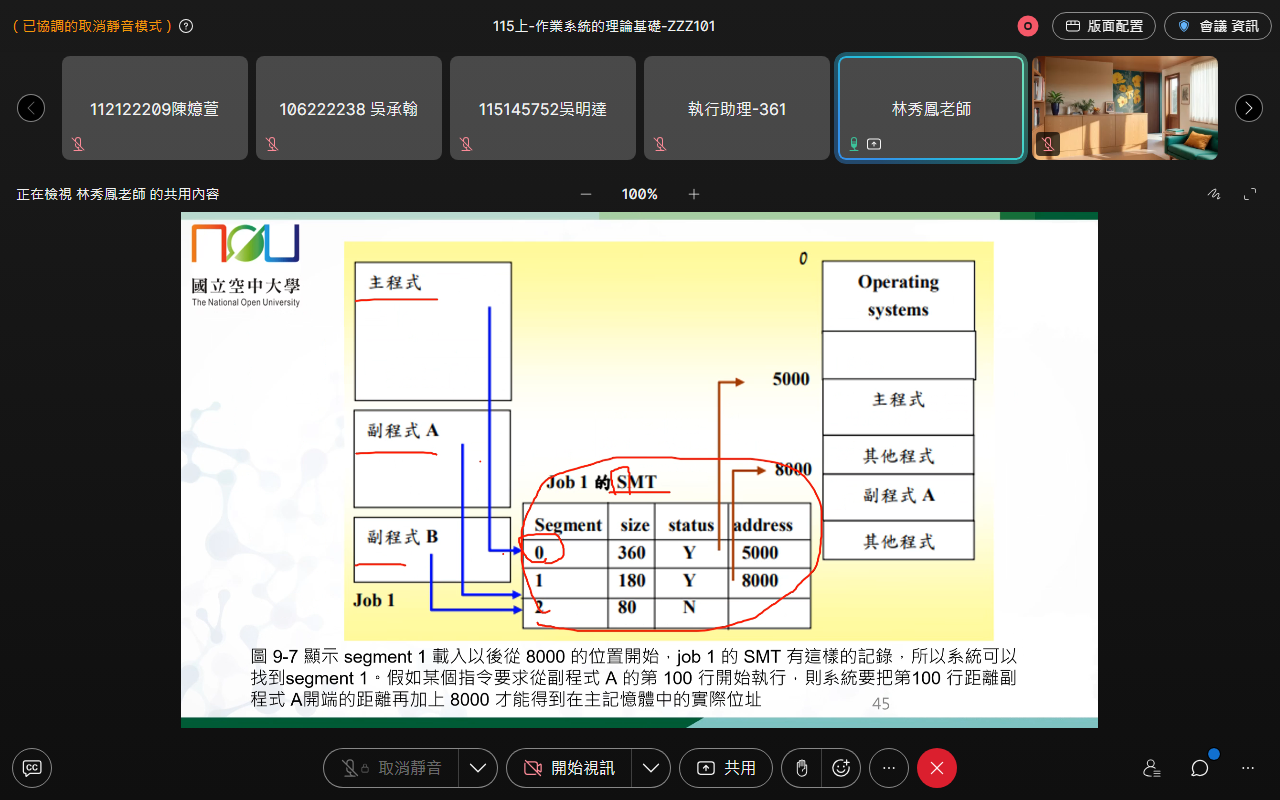 ( 已協調的取消靜音模式 )
115上-作業系統的理論基礎-ZZZ101
版面配置
會議 資訊
112122209陳嬑萱
106222238 吳承翰
115145752吳明達
執行助理-361
林秀鳳老師
正在檢視 林秀鳳老師 的共用內容
100%
國立空中大學
The National Open University
主程式
副程式 A
副程式 B
Job 1
Job 1 的 SMT
Segment size status address
0 360 Y 5000
1 180 Y 8000
2 80 N
0
5000
8000
Operating
systems
主程式
其他程式
副程式 A
其他程式
圖 9-7 顯示 segment 1 載入以後從 8000 的位置開始，job 1 的 SMT 有這樣的記錄，所以系統可以
找到segment 1。假如某個指令要求從副程式 A 的第 100 行開始執行，則系統要把第100 行距離副
程式 A開端的距離再加上 8000 才能得到在主記憶體中的實際位址
45
CC
取消靜音
開始視訊
共用